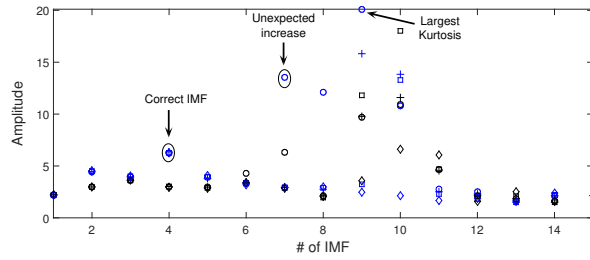 20
15
10
5
0
Amplitude
Unexpected
increase
Largest
Kurtosis
Correct IMF
2 4 6 8 10 12 14
# of IMF